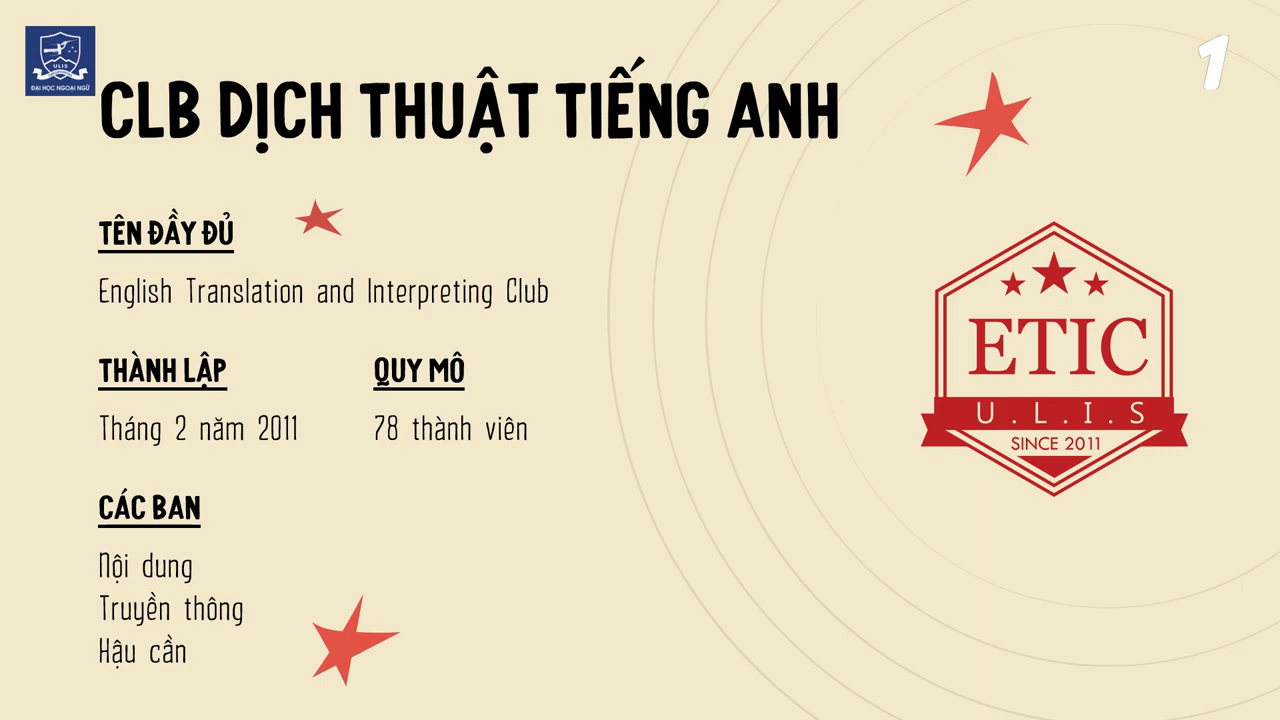 ULIS
ĐẠI HỌC NGOẠI NGỮ
1
CLB DỊCH THUẬT TIẾNG ANH
TÊN ĐẦY ĐỦ
English Translation and Interpreting Club
THÀNH LẬP
Tháng 2 năm 2011
QUY MÔ
78 thành viên
CÁC BAN
Nội dung
Truyền thông
Hậu cần
ETIC
U.L.I.S
SINCE 2011